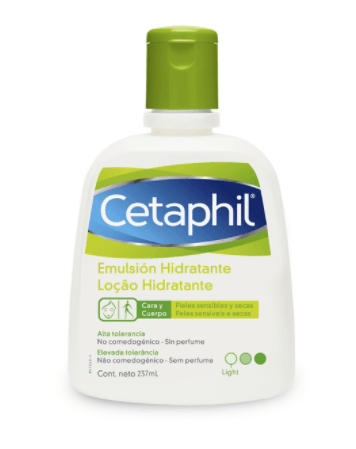 Cetaphil®
Emulsión Hidratante
Loção Hidratante
Cara y
Cuerpo
Pieles sensibles y secas
Peles sensíveis e secas
Alta tolerancia
No comedogénico - Sin perfume
Elevada tolerância
Não comedogénico - Sem perfume
Cont. neto 237mL
Light